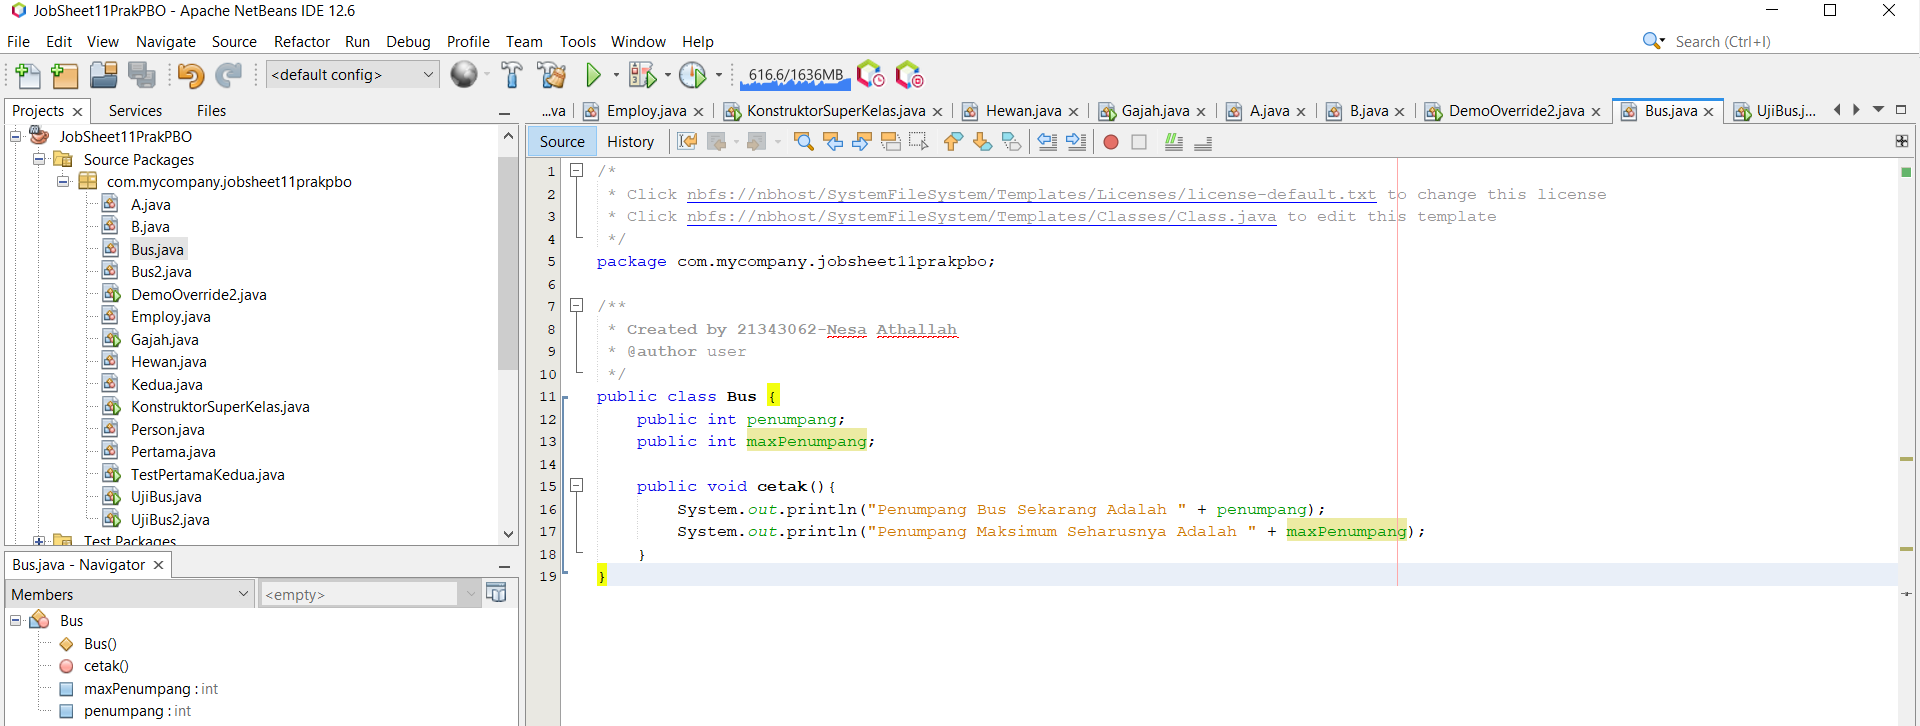 JobSheet11PrakPBO - Apache NetBeans IDE 12.6
File Edit View Navigate Source Refactor Run Debug Profile Team Tools Window Help
Search (Ctrl+I)
<default config>
616.6/1636MB
Projects Services Files
JobSheet11PrakPBO
Source Packages
com.mycompany.jobsheet11prakpbo
A.java
B.java
Bus.java
Bus2.java
DemoOverride2.java
Employ.java
Gajah.java
Hewan.java
Kedua.java
KonstruktorSuperKelas.java
Person.java
Pertama.java
TestPertamaKedua.java
UjiBus.java
UjiBus2.java
Test Packages
Bus.java - Navigator
Members
<empty>
Bus
Bus()
cetak()
maxPenumpang : int
penumpang : int
...va Employ.java KonstruktorSuperKelas.java Hewan.java Gajah.java A.java B.java DemoOverride2.java Bus.java UjiBus.j...
Source History
1 /*
2 * Click nbfs://nbhost/SystemFileSystem/Templates/Licenses/license-default.txt to change this license
3 * Click nbfs://nbhost/SystemFileSystem/Templates/Classes/Class.java to edit this template
4 */
5 package com.mycompany.jobsheet11prakpbo;
6
7 /**
8 * Created by 21343062-Nesa Athallah
9 * @author user
10 */
11 public class Bus {
12 public int penumpang;
13 public int maxPenumpang;
14
15 public void cetak(){
16 System.out.println("Penumpang Bus Sekarang Adalah " + penumpang);
17 System.out.println("Penumpang Maksimum Seharusnya Adalah " + maxPenumpang);
18 }
19 }